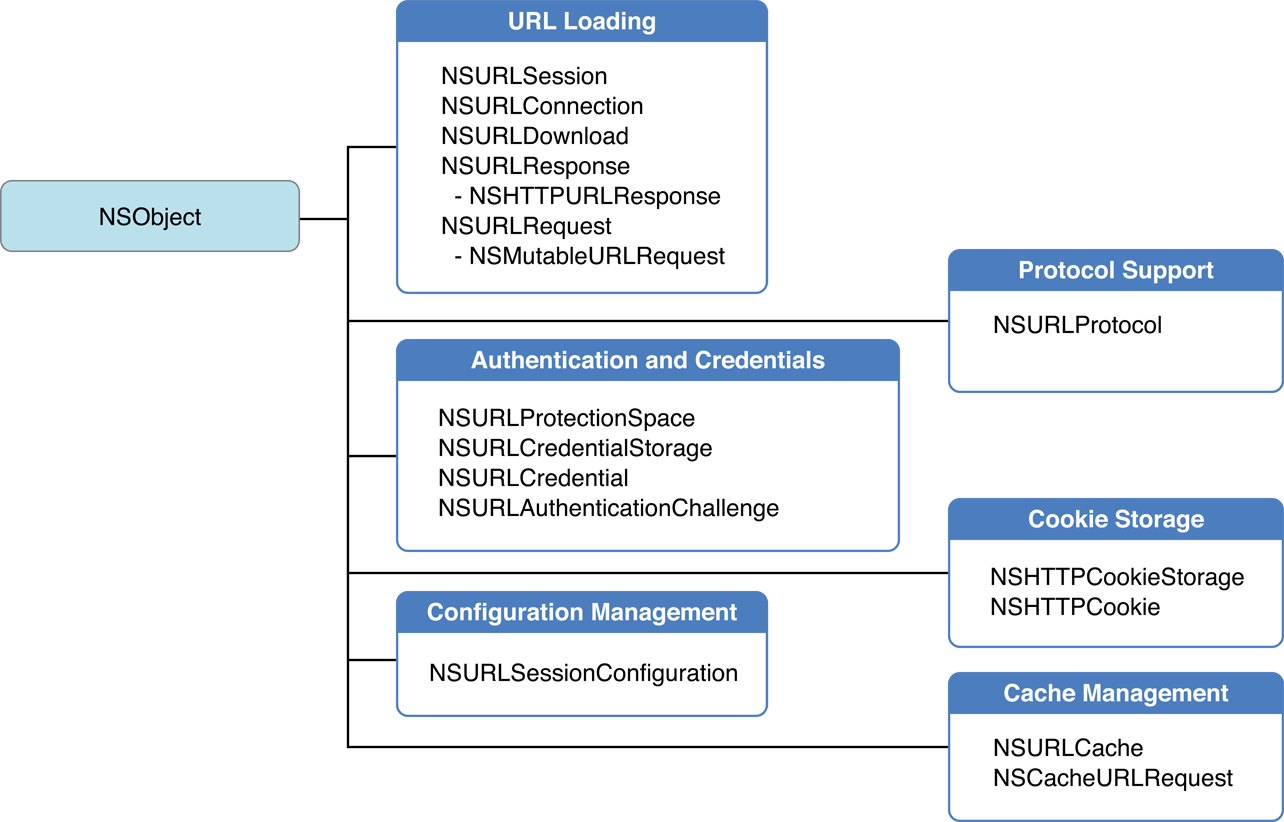 NSObject
URL Loading
NSURLSession
NSURLConnection
NSURLDownload
NSURLResponse
- NSHTTPURLResponse
NSURLRequest
- NSMutableURLRequest
Protocol Support
NSURLProtocol
Authentication and Credentials
NSURLProtectionSpace
NSURLCredentialStorage
NSURLCredential
NSURLAuthenticationChallenge
Cookie Storage
NSHTTPCookieStorage
NSHTTPCookie
Configuration Management
NSURLSessionConfiguration
Cache Management
NSURLCache
NSCacheURLRequest